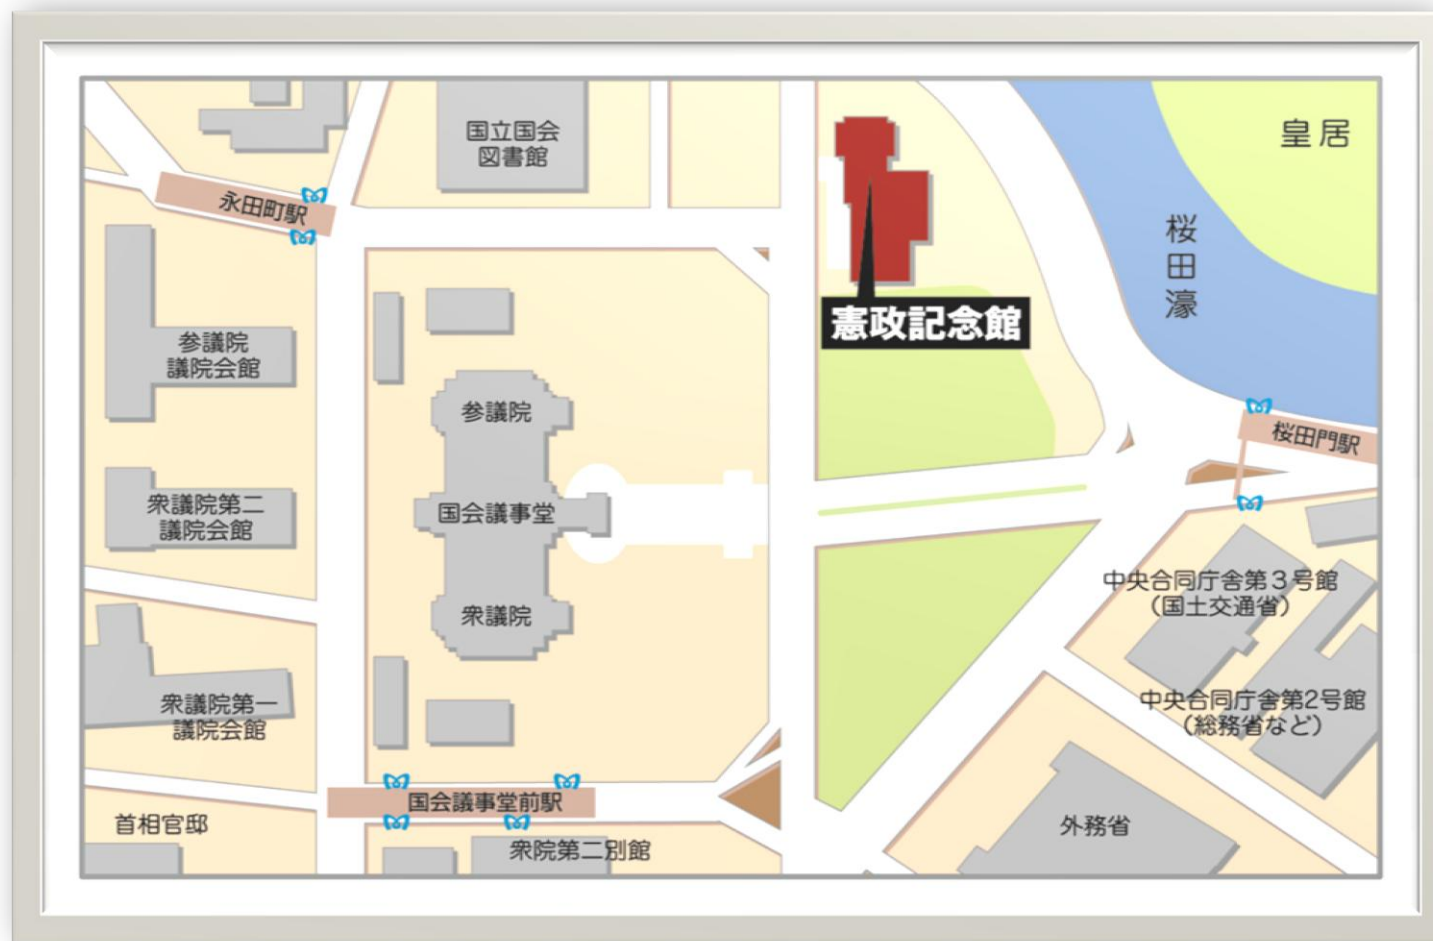 国立国会
図書館
皇居
永田町駅
桜田濠
憲政記念館
参議院
議院会館
参議院
桜田門駅
衆議院第二
議院会館
国会議事堂
中央合同庁舎第3号館
(国土交通省)
衆議院
衆議院第一
議院会館
中央合同庁舎第2号館
(総務省など)
国会議事堂前駅
首相官邸
外務省
衆院第二別館